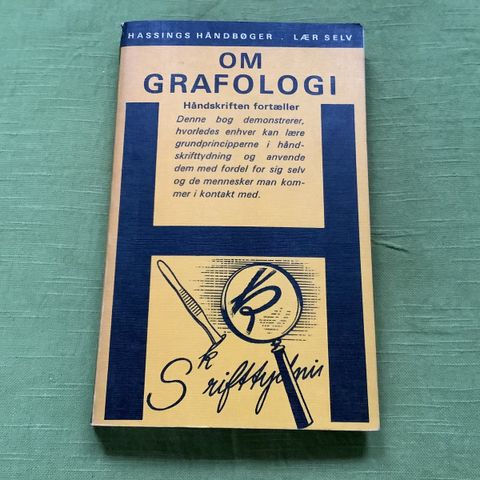 HASSINGS HÅNDBØGER . LÆR SELV
OM
GRAFOLOGI
Håndskriften fortæller
Denne bog demonstrerer,
hvorledes enhver kan lære
grundprincipperne i hånd-
skrifttydning og anvende
dem med fordel for sig selv
og de mennesker man kom-
mer i kontakt med.
k
k
S rifttydnin